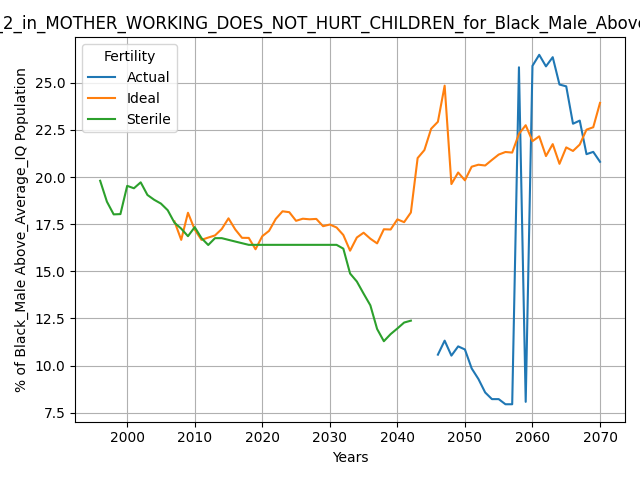 _2_in_MOTHER_WORKING_DOES_NOT_HURT_CHILDREN_for_Black_Male_Above
Fertility
Actual
Ideal
Sterile
% of Black_Male Above_Average_IQ Population
25.0
22.5
20.0
17.5
15.0
12.5
10.0
7.5
2000 2010 2020 2030 2040 2050 2060 2070
Years